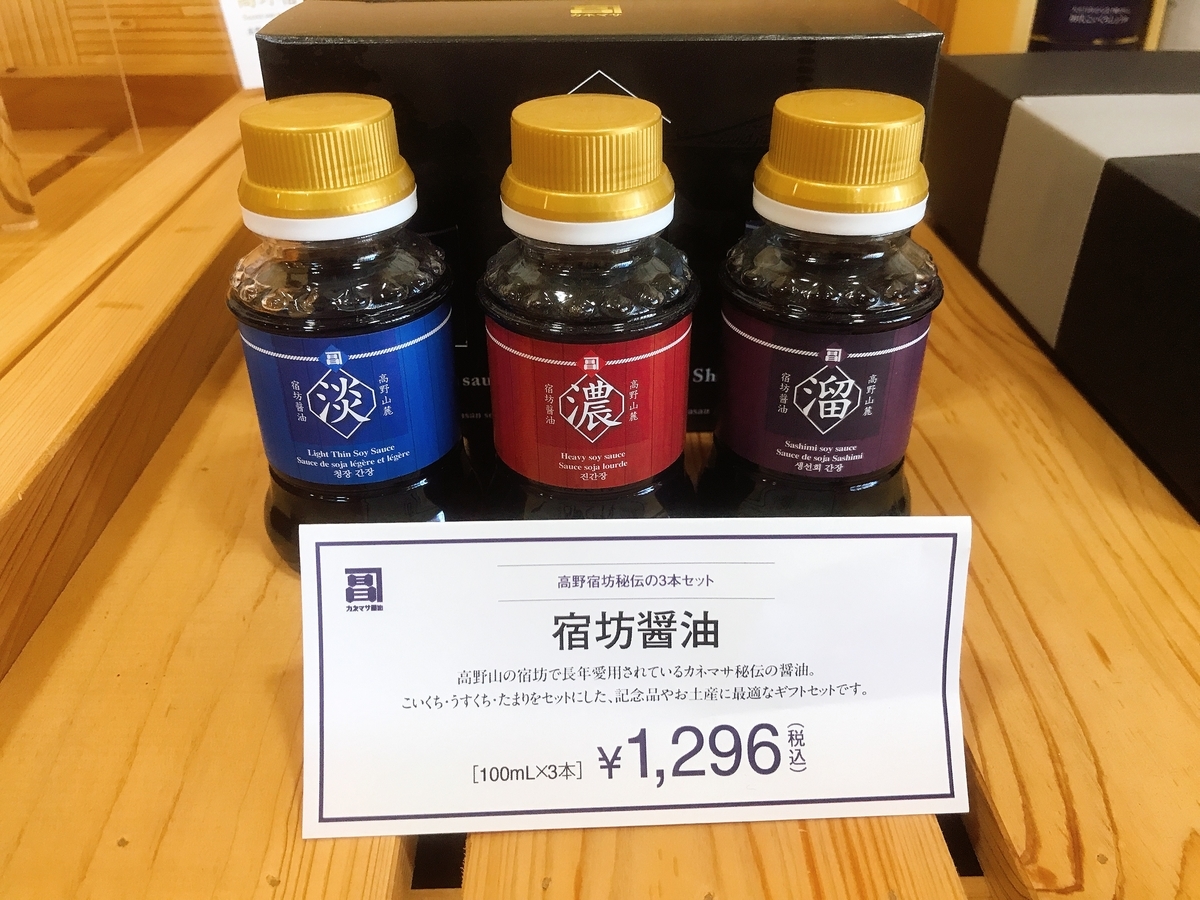 カネマサ
淡
高野山麓
宿坊醤油
Light Thin Soy Sauce
Sauce de soja légère et légère
청장 간장
濃
高野山麓
宿坊醤油
Heavy soy sauce
Sauce soja lourde
진간장
溜
高野山麓
宿坊醤油
Sashimi soy sauce
Sauce de soja Sashimi
생선회 간장
カネマサ醤油
高野宿坊秘伝の3本セット
宿坊醤油
高野山の宿坊で長年愛用されているカネマサ秘伝の醤油。
こいくち・うすくち・たまりをセットにした、記念品やお土産に最適なギフトセットです。
[100mL×3本] ¥1,296(税込)